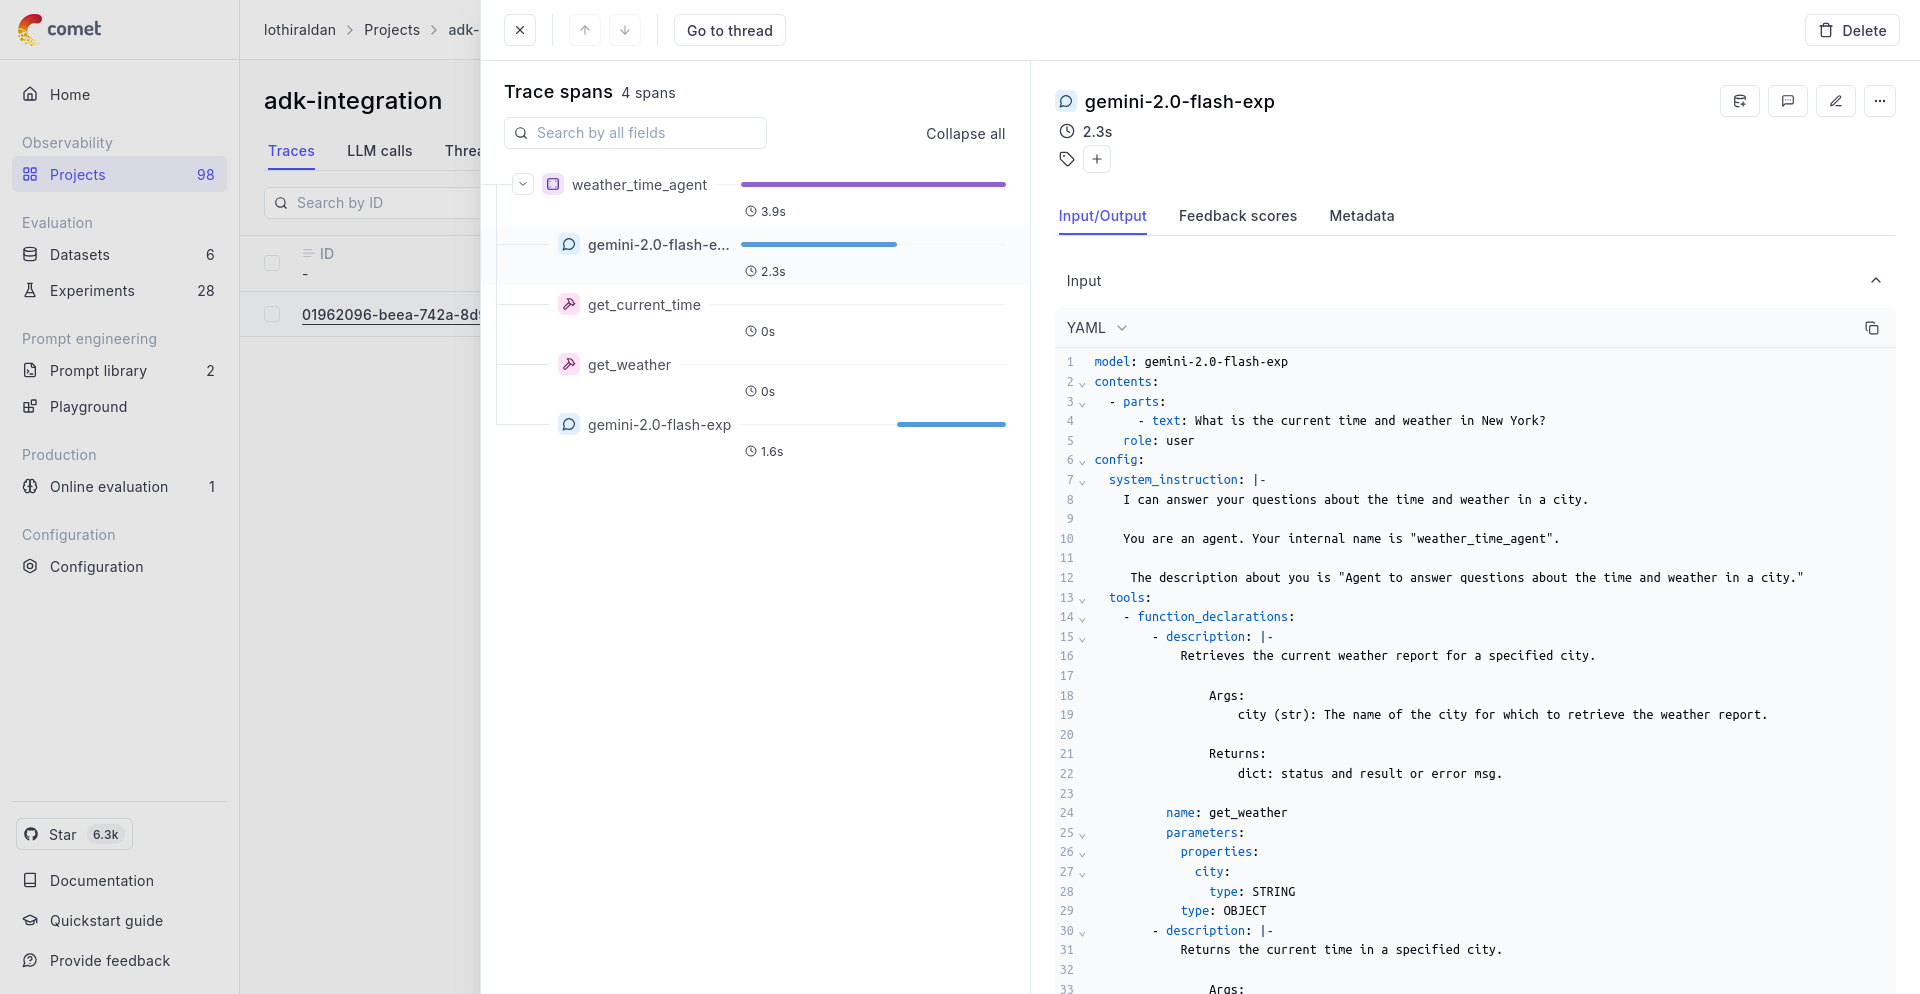 comet
Home
Observability
Projects 98
Evaluation
Datasets 6
Experiments 28
Prompt engineering
Prompt library 2
Playground
Production
Online evaluation 1
Configuration
Configuration
Star 6.3k
Documentation
Quickstart guide
Provide feedback
lothiraldan > Projects > adk-
adk-integration
Traces LLM calls
Search by ID
ID
-
01962096-beea-742a-8d
Go to thread
Delete
Trace spans 4 spans
Search by all fields
Collapse all
weather_time_agent
3.9s
gemini-2.0-flash-e...
2.3s
get_current_time
0s
get_weather
0s
gemini-2.0-flash-exp
1.6s
gemini-2.0-flash-exp
2.3s
Input/Output Feedback scores Metadata
Input
YAML
1 model: gemini-2.0-flash-exp
2 contents:
3 - parts:
4 - text: What is the current time and weather in New York?
5 role: user
6 config:
7 system_instruction: |-
8 I can answer your questions about the time and weather in a city.
9
10 You are an agent. Your internal name is "weather_time_agent".
11
12 The description about you is "Agent to answer questions about the time and weather in a city."
13 tools:
14 - function_declarations:
15 - description: |-
16 Retrieves the current weather report for a specified city.
17
18 Args:
19 city (str): The name of the city for which to retrieve the weather report.
20
21 Returns:
22 dict: status and result or error msg.
23
24 name: get_weather
25 parameters:
26 properties:
27 city:
28 type: STRING
29 type: OBJECT
30 - description: |-
31 Returns the current time in a specified city.
32
33 Args: